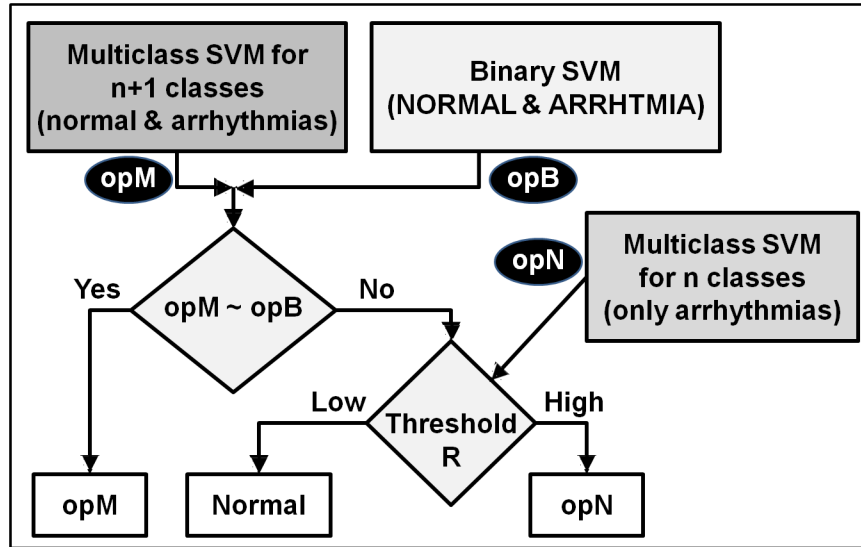 Multiclass SVM for
n+1 classes
(normal & arrhythmias)
Binary SVM
(NORMAL & ARRHTMIA)
opM
opB
opN
Multiclass SVM
for n classes
(only arrhythmias)
Yes
opM ~ opB
No
Low
Threshold
R
High
opM
Normal
opN